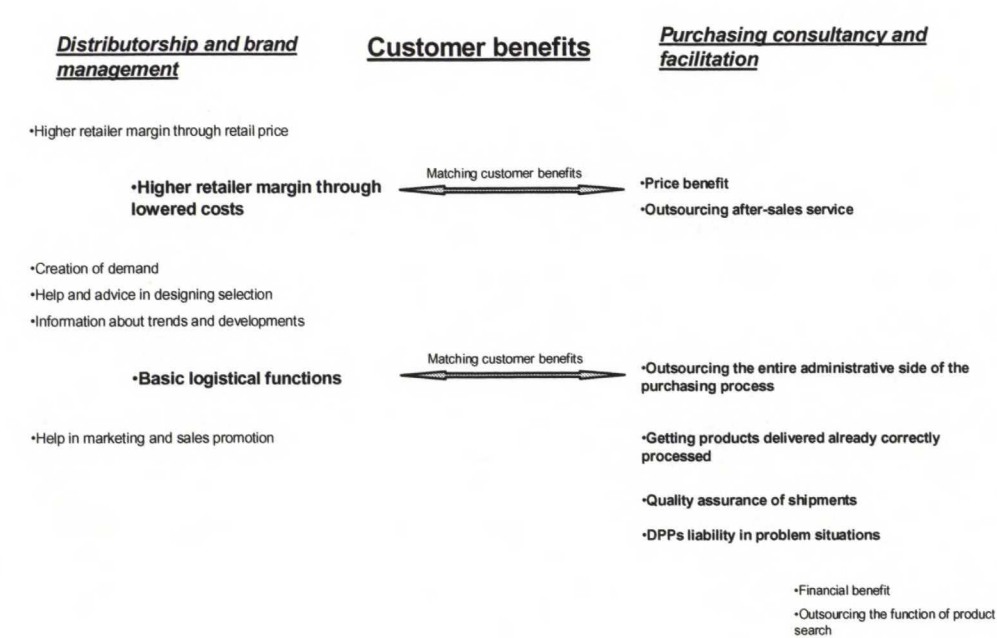 Distributorship and brand
management
Customer benefits
Purchasing consultancy and
facilitation
•Higher retailer margin through retail price
•Higher retailer margin through
lowered costs
Matching customer benefits
•Price benefit
•Outsourcing after-sales service
•Creation of demand
•Help and advice in designing selection
•Information about trends and developments
•Basic logistical functions
Matching customer benefits
•Outsourcing the entire administrative side of the
purchasing process
•Help in marketing and sales promotion
•Getting products delivered already correctly
processed
•Quality assurance of shipments
•DPPs liability in problem situations
•Financial benefit
•Outsourcing the function of product
search